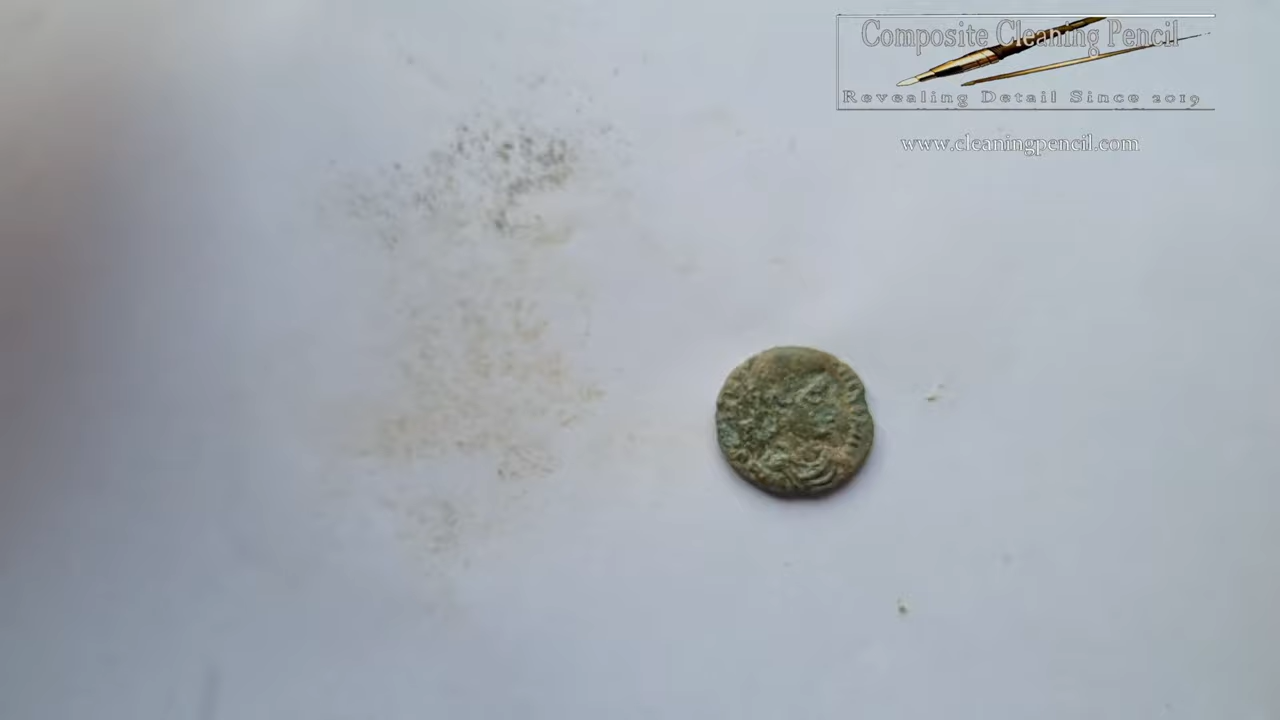 Composite Cleaning Pencil
Revealing Detail Since 2019
www.cleaningpencil.com